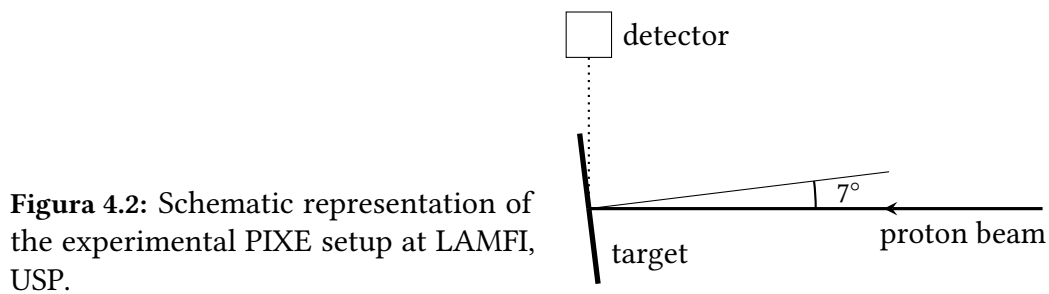 detector
7°
proton beam
target
Figura 4.2: Schematic representation of
the experimental PIXE setup at LAMFI,
USP.